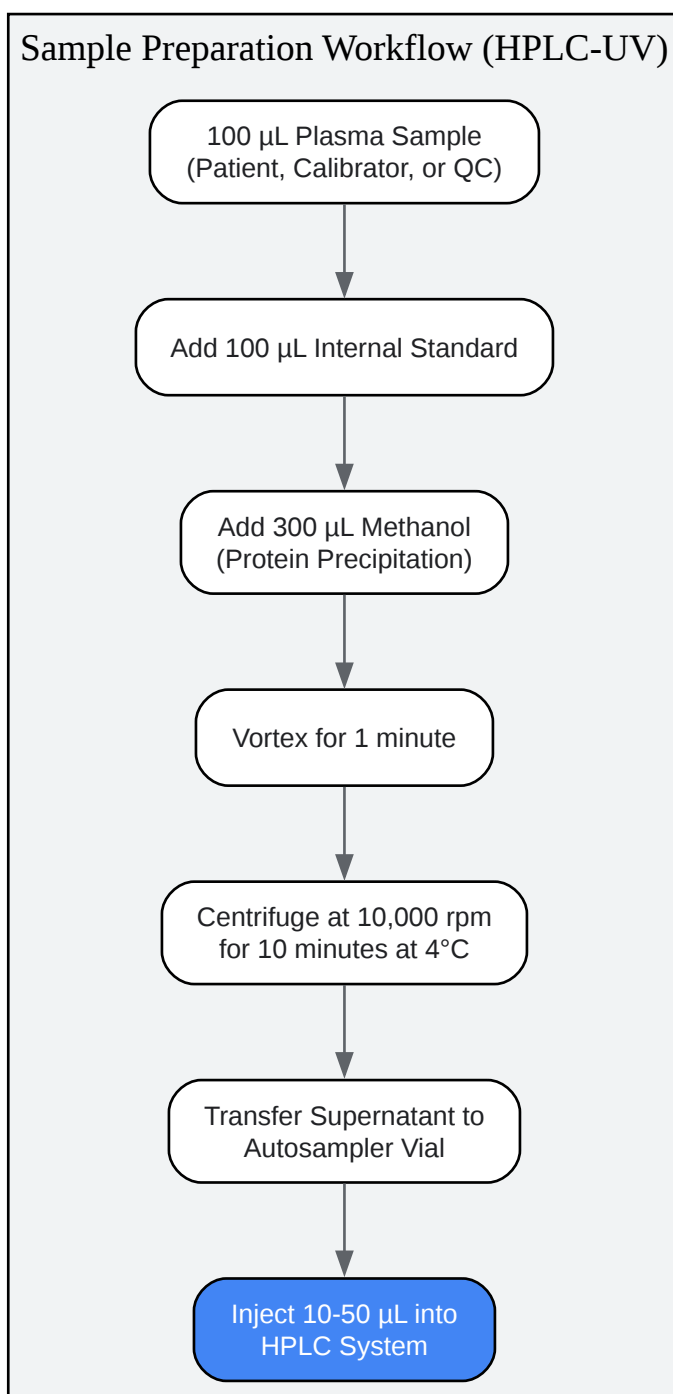 Sample Preparation Workflow (HPLC-UV)
100 µL Plasma Sample
(Patient, Calibrator, or QC)
Add 100 µL Internal Standard
Add 300 µL Methanol
(Protein Precipitation)
Vortex for 1 minute
Centrifuge at 10,000 rpm
for 10 minutes at 4°C
Transfer Supernatant to
Autosampler Vial
Inject 10-50 µL into
HPLC System